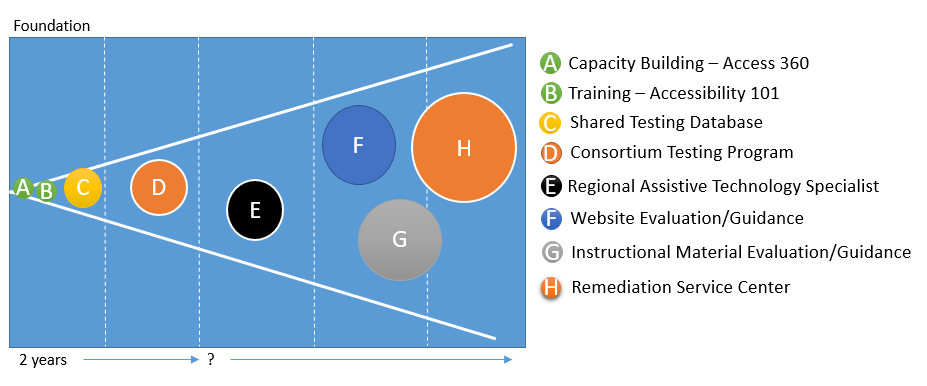 Foundation
A
B
C
D
E
F
G
H
2 years
?
A Capacity Building – Access 360
B Training – Accessibility 101
C Shared Testing Database
D Consortium Testing Program
E Regional Assistive Technology Specialist
F Website Evaluation/Guidance
G Instructional Material Evaluation/Guidance
H Remediation Service Center